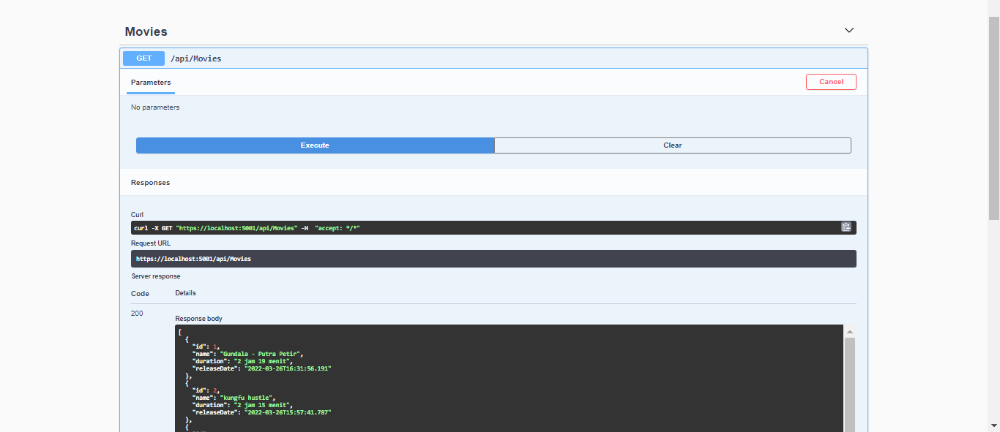 Movies
GET /api/Movies
Parameters Cancel
No parameters
Execute Clear
Responses
Curl
curl -X GET "https://localhost:5001/api/Movies" -H  "accept: */*"
Request URL
https://localhost:5001/api/Movies
Server response
Code Details
200
Response body
[
  {
    "id": 1,
    "name": "Gundala - Putra Petir",
    "duration": "2 jam 19 menit",
    "releaseDate": "2022-03-26T16:31:56.191"
  },
  {
    "id": 2,
    "name": "kungfu hustle",
    "duration": "2 jam 15 menit",
    "releaseDate": "2022-03-26T15:57:41.787"
  },
  {